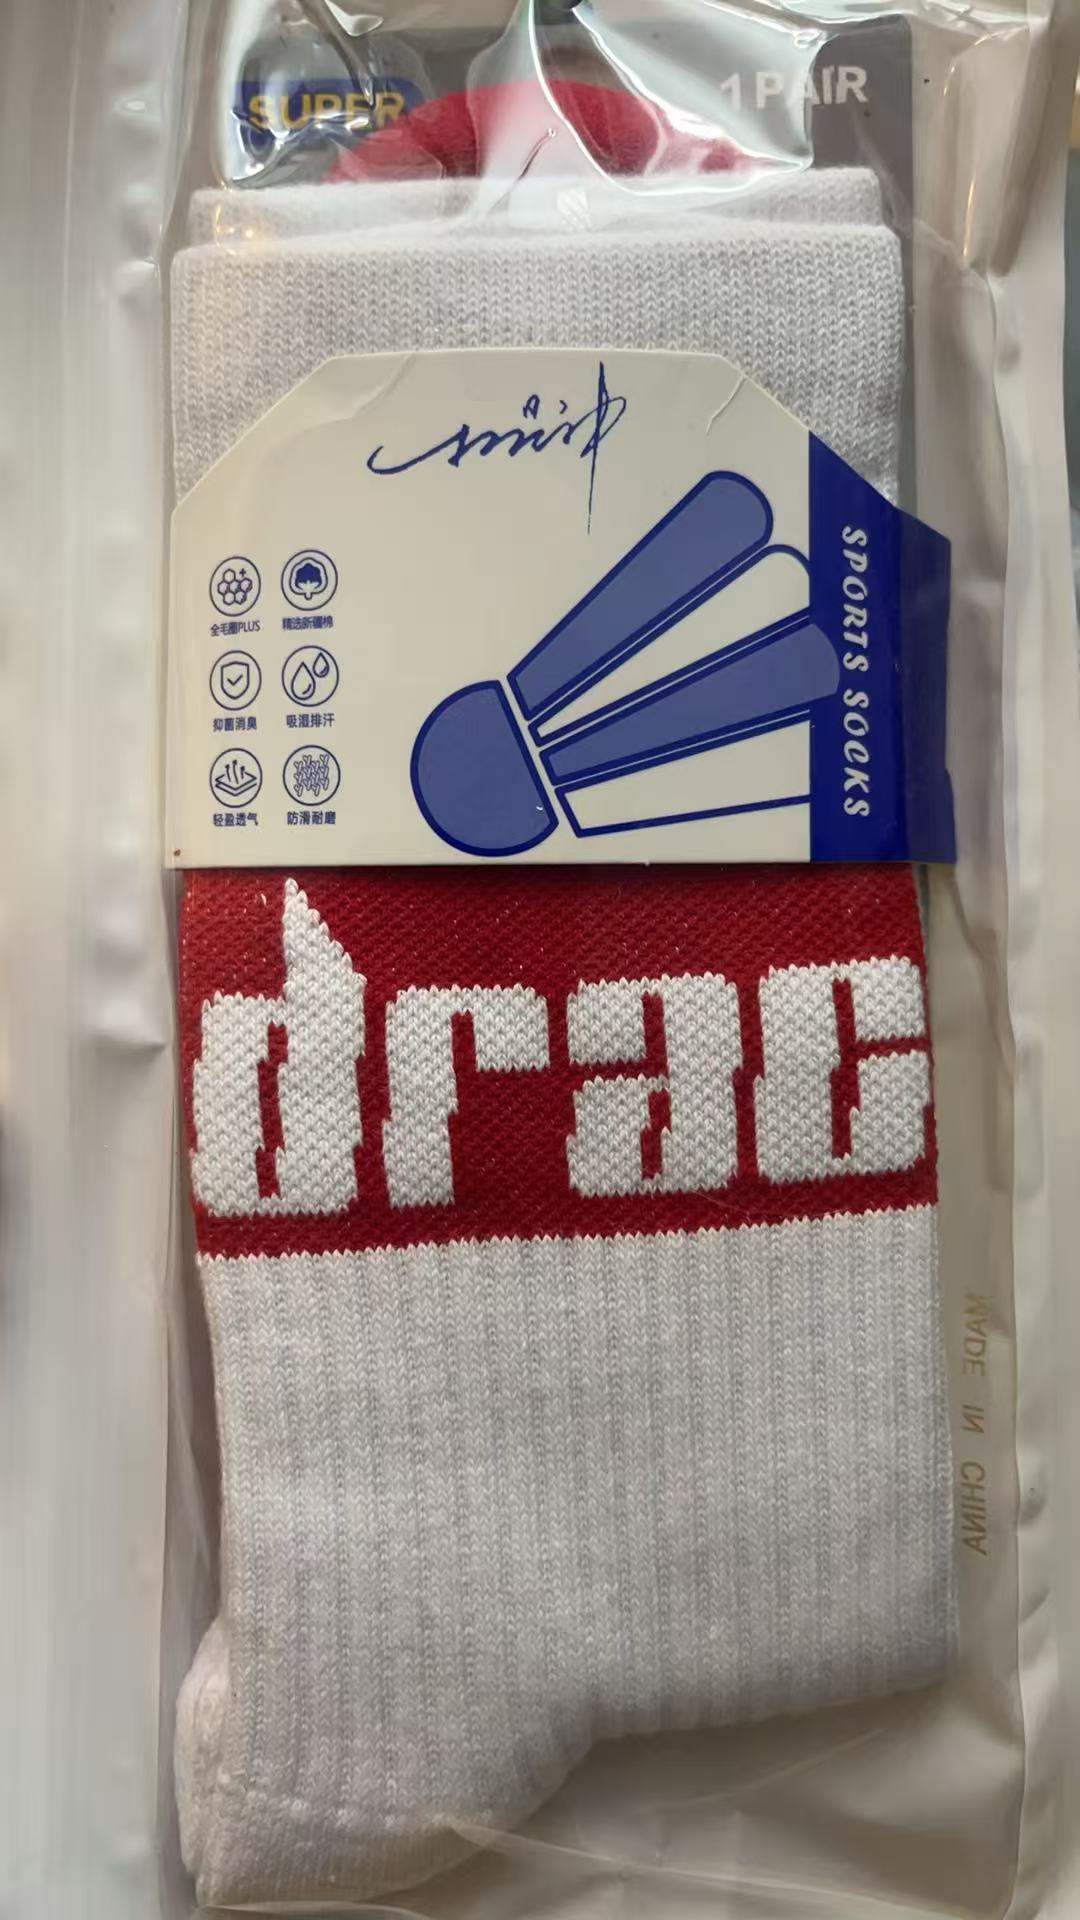 SUPER
1 PAIR
SPORTS SOCKS
全毛圈PLUS
精选新疆棉
抑菌消臭
吸湿排汗
轻盈透气
防滑耐磨
drac
MADE IN CHINA